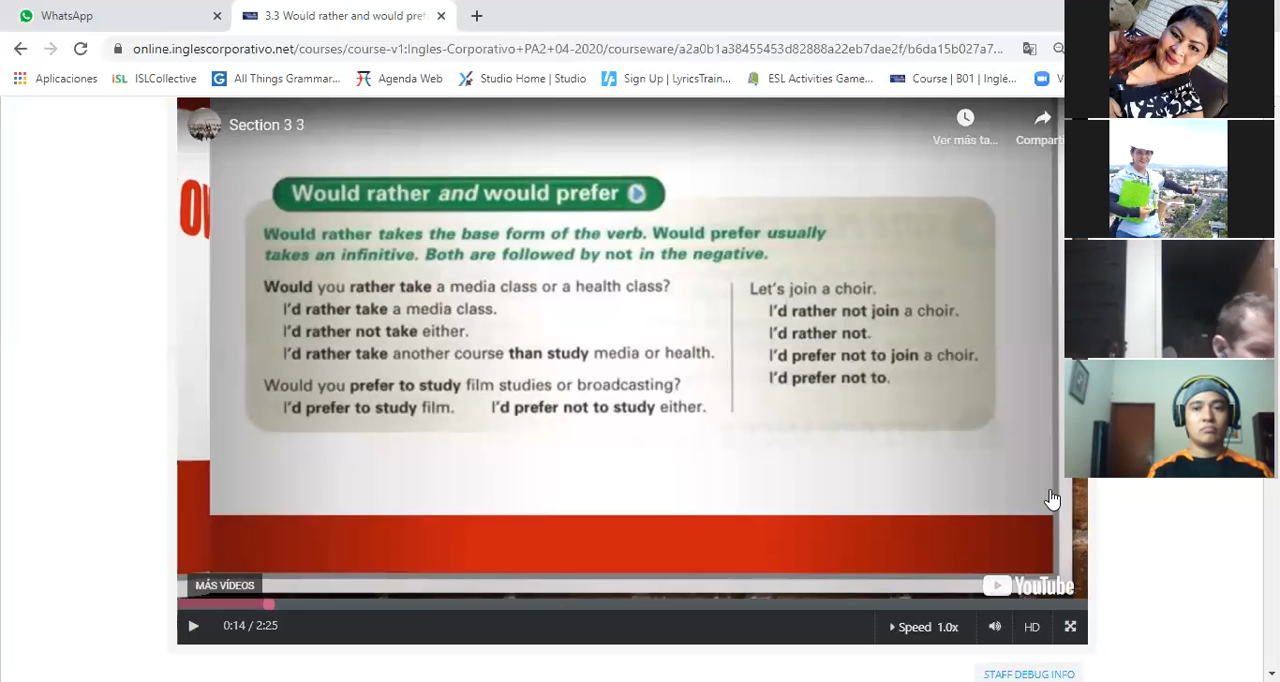 WhatsApp
3.3 Would rather and would pref
online.inglescorporativo.net/courses/course-v1:Ingles-Corporativo+PA2+04-2020/courseware/a2a0b1a38455453d82888a22eb7dae2f/b6da15b027a7...
Aplicaciones iSL ISLCollective G All Things Grammar... Agenda Web Studio Home | Studio Sign Up | LyricsTrain... ESL Activities Game... Course | B01 | Inglé... V
Section 3 3
Ver más ta... Comparti
OV
Would rather and would prefer
Would rather takes the base form of the verb. Would prefer usually
takes an infinitive. Both are followed by not in the negative.
Would you rather take a media class or a health class?
I'd rather take a media class.
I'd rather not take either.
I'd rather take another course than study media or health.
Would you prefer to study film studies or broadcasting?
I'd prefer to study film. I'd prefer not to study either.
Let's join a choir.
I'd rather not join a choir.
I'd rather not.
I'd prefer not to join a choir.
I'd prefer not to.
MÁS VÍDEOS
YouTube
0:14 / 2:25
Speed 1.0x HD
STAFF DEBUG INFO